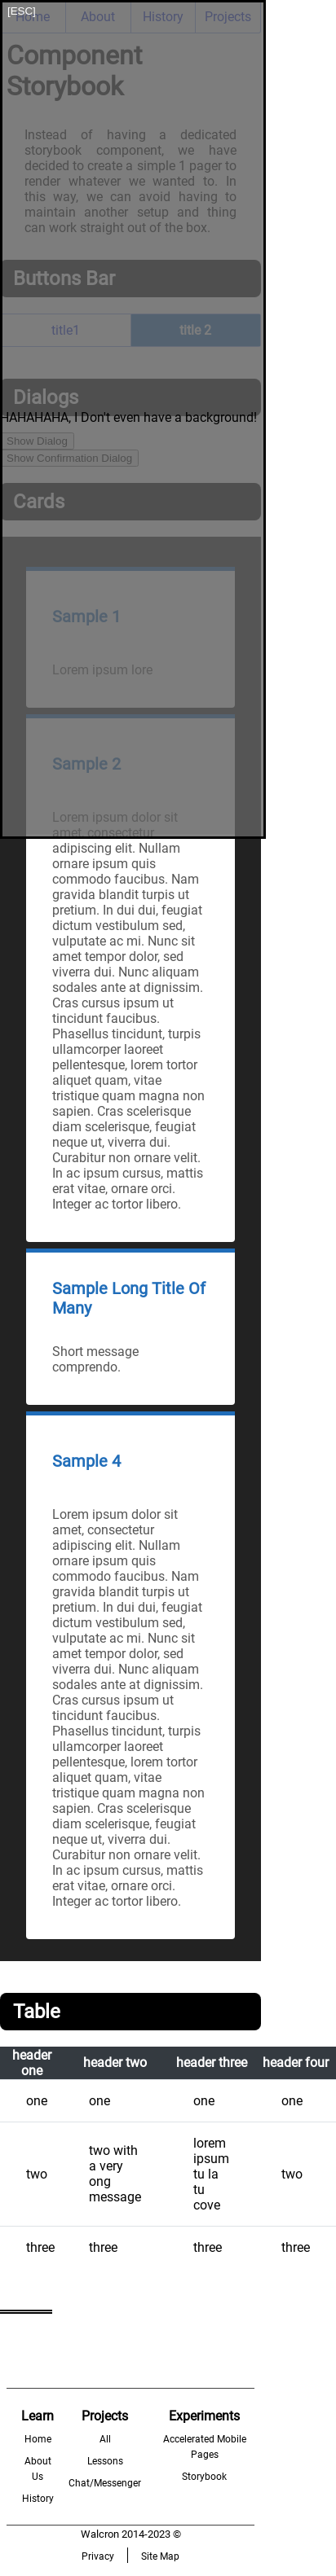 [ESC]
Home About History Projects
Component
Storybook
Instead of having a dedicated
storybook component, we have
decided to create a simple 1 pager to
render whatever we wanted to. In
this way, we can avoid having to
maintain another setup and thing
can work straight out of the box.
Buttons Bar
title1 title 2
Dialogs
HAHAHAHA, I Don't even have a background!
Show Dialog
Show Confirmation Dialog
Cards
Sample 1
Lorem ipsum lore
Sample 2
Lorem ipsum dolor sit
amet, consectetur
adipiscing elit. Nullam
ornare ipsum quis
commodo faucibus. Nam
gravida blandit turpis ut
pretium. In dui dui, feugiat
dictum vestibulum sed,
vulputate ac mi. Nunc sit
amet tempor dolor, sed
viverra dui. Nunc aliquam
sodales ante at dignissim.
Cras cursus ipsum ut
tincidunt faucibus.
Phasellus tincidunt, turpis
ullamcorper laoreet
pellentesque, lorem tortor
aliquet quam, vitae
tristique quam magna non
sapien. Cras scelerisque
diam scelerisque, feugiat
neque ut, viverra dui.
Curabitur non ornare velit.
In ac ipsum cursus, mattis
erat vitae, ornare orci.
Integer ac tortor libero.
Sample Long Title Of
Many
Short message
comprendo.
Sample 4
Lorem ipsum dolor sit
amet, consectetur
adipiscing elit. Nullam
ornare ipsum quis
commodo faucibus. Nam
gravida blandit turpis ut
pretium. In dui dui, feugiat
dictum vestibulum sed,
vulputate ac mi. Nunc sit
amet tempor dolor, sed
viverra dui. Nunc aliquam
sodales ante at dignissim.
Cras cursus ipsum ut
tincidunt faucibus.
Phasellus tincidunt, turpis
ullamcorper laoreet
pellentesque, lorem tortor
aliquet quam, vitae
tristique quam magna non
sapien. Cras scelerisque
diam scelerisque, feugiat
neque ut, viverra dui.
Curabitur non ornare velit.
In ac ipsum cursus, mattis
erat vitae, ornare orci.
Integer ac tortor libero.
Table
header
one
header two
header three
header four
one one one one
two
two with
a very
ong
message
lorem
ipsum
tu la
tu
cove
two
three three three three
Learn
Home
About
Us
History
Projects
All
Lessons
Chat/Messenger
Experiments
Accelerated Mobile
Pages
Storybook
Walcron 2014-2023 ©
Privacy Site Map